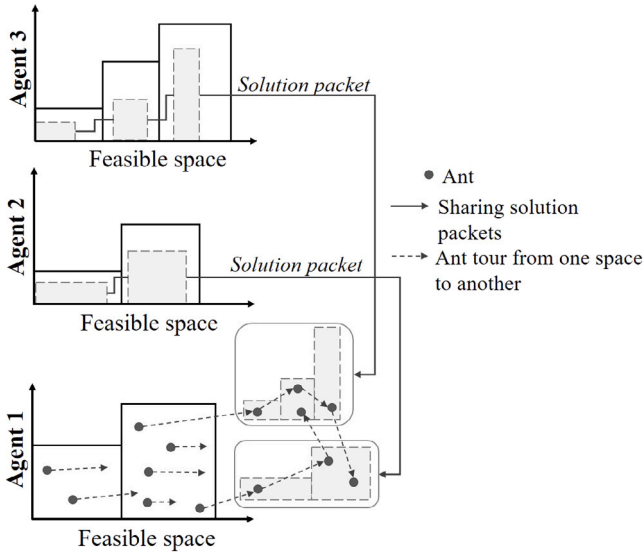 Agent 3
Solution packet
Feasible space
Ant
Sharing solution
packets
Ant tour from one space
to another
Agent 2
Solution packet
Feasible space
Agent 1
Feasible space